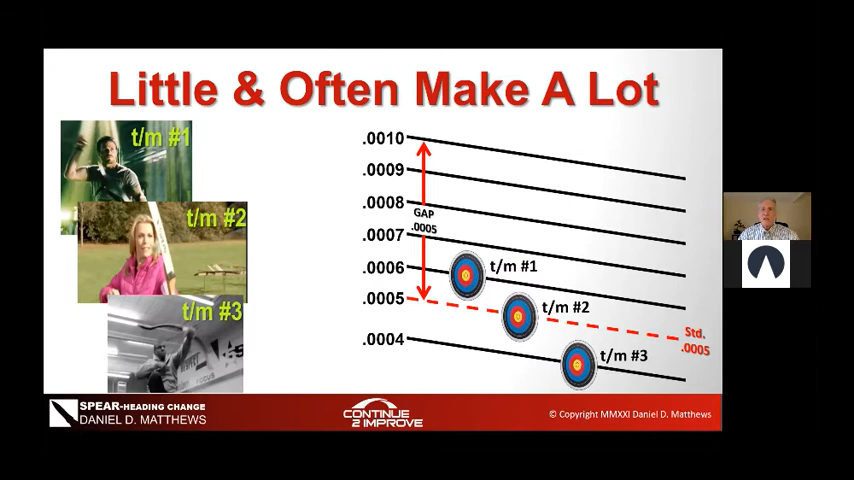 Little & Often Make A Lot
t/m #1
t/m #2
t/m #3
.0010
.0009
.0008
GAP
.0005
.0007
.0006
t/m #1
.0005
t/m #2
Std.
.0005
.0004
t/m #3
SPEAR-HEADING CHANGE
DANIEL D. MATTHEWS
CONTINUE
2 IMPROVE
© Copyright MMXXI Daniel D. Matthews